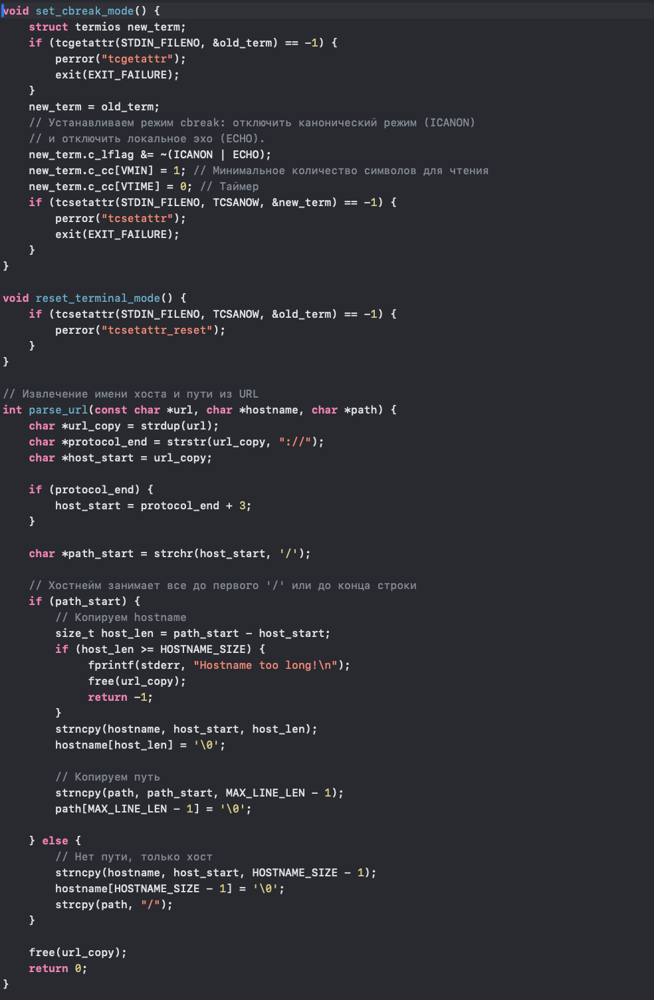 void set_cbreak_mode() {
    struct termios new_term;
    if (tcgetattr(STDIN_FILENO, &old_term) == -1) {
        perror("tcgetattr");
        exit(EXIT_FAILURE);
    }
    new_term = old_term;
    // Устанавливаем режим cbreak: отключить канонический режим (ICANON)
    // и отключить локальное эхо (ECHO).
    new_term.c_lflag &= ~(ICANON | ECHO);
    new_term.c_cc[VMIN] = 1; // Минимальное количество символов для чтения
    new_term.c_cc[VTIME] = 0; // Таймер
    if (tcsetattr(STDIN_FILENO, TCSANOW, &new_term) == -1) {
        perror("tcsetattr");
        exit(EXIT_FAILURE);
    }
}

void reset_terminal_mode() {
    if (tcsetattr(STDIN_FILENO, TCSANOW, &old_term) == -1) {
        perror("tcsetattr_reset");
    }
}

// Извлечение имени хоста и пути из URL
int parse_url(const char *url, char *hostname, char *path) {
    char *url_copy = strdup(url);
    char *protocol_end = strstr(url_copy, "://");
    char *host_start = url_copy;

    if (protocol_end) {
        host_start = protocol_end + 3;
    }

    char *path_start = strchr(host_start, '/');

    // Хостнейм занимает все до первого '/' или до конца строки
    if (path_start) {
        // Копируем hostname
        size_t host_len = path_start - host_start;
        if (host_len >= HOSTNAME_SIZE) {
             fprintf(stderr, "Hostname too long!\n");
             free(url_copy);
             return -1;
        }
        strncpy(hostname, host_start, host_len);
        hostname[host_len] = '\0';

        // Копируем путь
        strncpy(path, path_start, MAX_LINE_LEN - 1);
        path[MAX_LINE_LEN - 1] = '\0';

    } else {
        // Нет пути, только хост
        strncpy(hostname, host_start, HOSTNAME_SIZE - 1);
        hostname[HOSTNAME_SIZE - 1] = '\0';
        strcpy(path, "/");
    }

    free(url_copy);
    return 0;
}